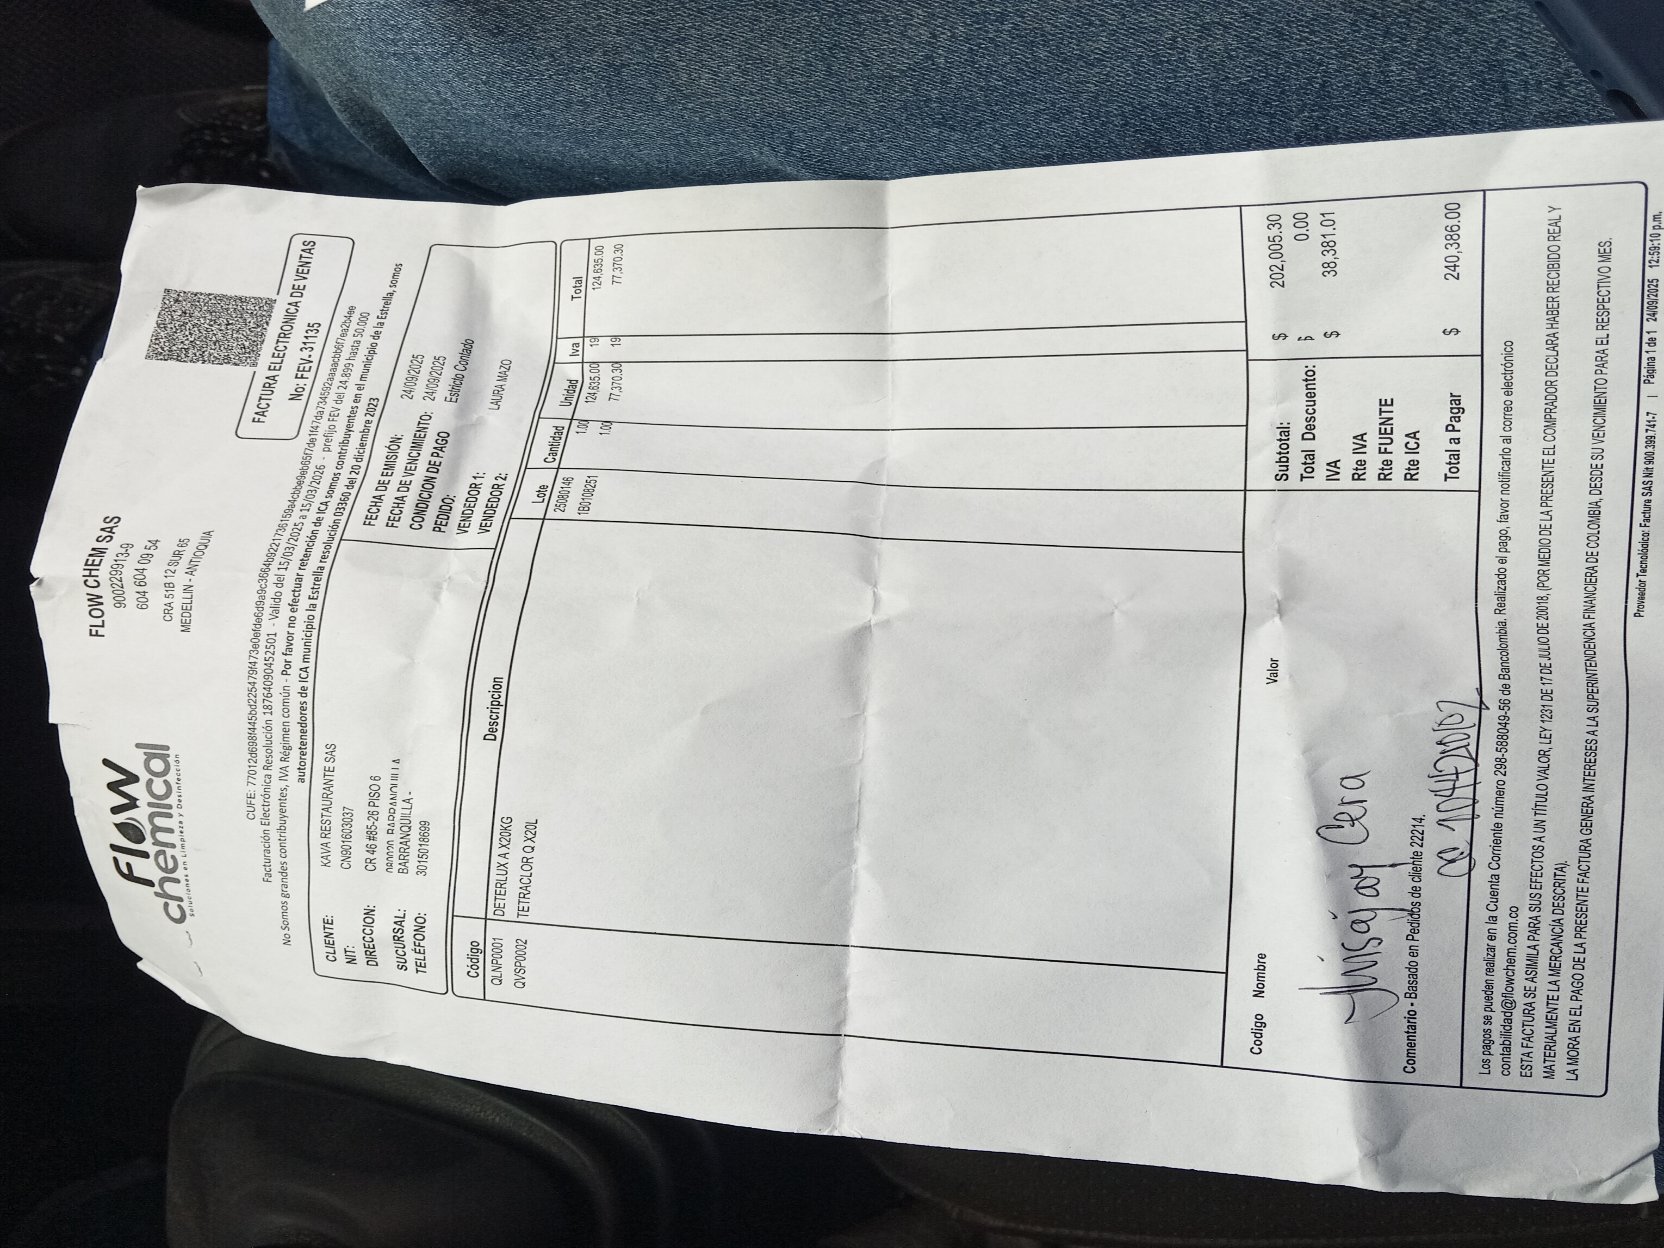 flow
chemical
Soluciones en Limpieza y Desinfección
FLOW CHEM SAS
900229913-9
604 604 09 54
CRA 51B 12 SUR 65
MEDELLIN - ANTIOQUIA
FACTURA ELECTRONICA DE VENTAS
No: FEV-31135
Facturación Electrónica Resolución 18764090452501 - Valido del 15/03/2025 a 15/03/2026 - prefijo FEV del 24,899 hasta 50.000
No Somos grandes contribuyentes, IVA Régimen común - Por favor no efectuar retención de ICA somos contribuyentes en el municipio de la Estrella, somos
autoretenedores de ICA municipio la Estrella resolución 03360 del 20 diciembre 2023
CLIENTE: KAVA RESTAURANTE SAS
NIT: CN901603037
DIRECCION: CR 46 #85-26 PISO 6
BARRANQUILLA
SUCURSAL: BARRANQUILLA -
TELÉFONO: 3015018699
FECHA DE EMISIÓN: 24/09/2025
FECHA DE VENCIMIENTO: 24/09/2025
CONDICION DE PAGO Estricto Contado
PEDIDO:
VENDEDOR 1: LAURA MAZO
VENDEDOR 2:
Código Descripcion Lote Cantidad Unidad Iva Total
QLNP0001 DETERLUX A X20KG 25080146 1.00 124,635.00 19 124,635.00
QVSP0002 TETRACLOR Q X20L 1B0108251 1.00 77,370.30 19 77,370.30
Codigo Nombre Valor
Subtotal: $ 202,005.30
Total Descuento: $ 0.00
IVA $ 38,381.01
Rte IVA
Rte FUENTE
Rte ICA
Total a Pagar $ 240,386.00
Cera
Comentario - Basado en Pedidos de cliente 22214.
Los pagos se pueden realizar en la Cuenta Corriente número 298-588049-56 de Bancolombia. Realizado el pago, favor notificarlo al correo electrónico
contabilidad@flowchem.com.co
ESTA FACTURA SE ASIMILA PARA SUS EFECTOS A UN TÍTULO VALOR, LEY 1231 DE 17 DE JULIO DE 20018, (POR MEDIO DE LA PRESENTE EL COMPRADOR DECLARA HABER RECIBIDO REAL Y
MATERIALMENTE LA MERCANCÍA DESCRITA).
LA MORA EN EL PAGO DE LA PRESENTE FACTURA GENERA INTERESES A LA SUPERINTENDENCIA FINANCIERA DE COLOMBIA, DESDE SU VENCIMIENTO PARA EL RESPECTIVO MES.
Proveedor Tecnológico: Facture SAS Nit 900.399.741-7 | Página 1 de 1 24/09/2025 12:59:10 p.m.